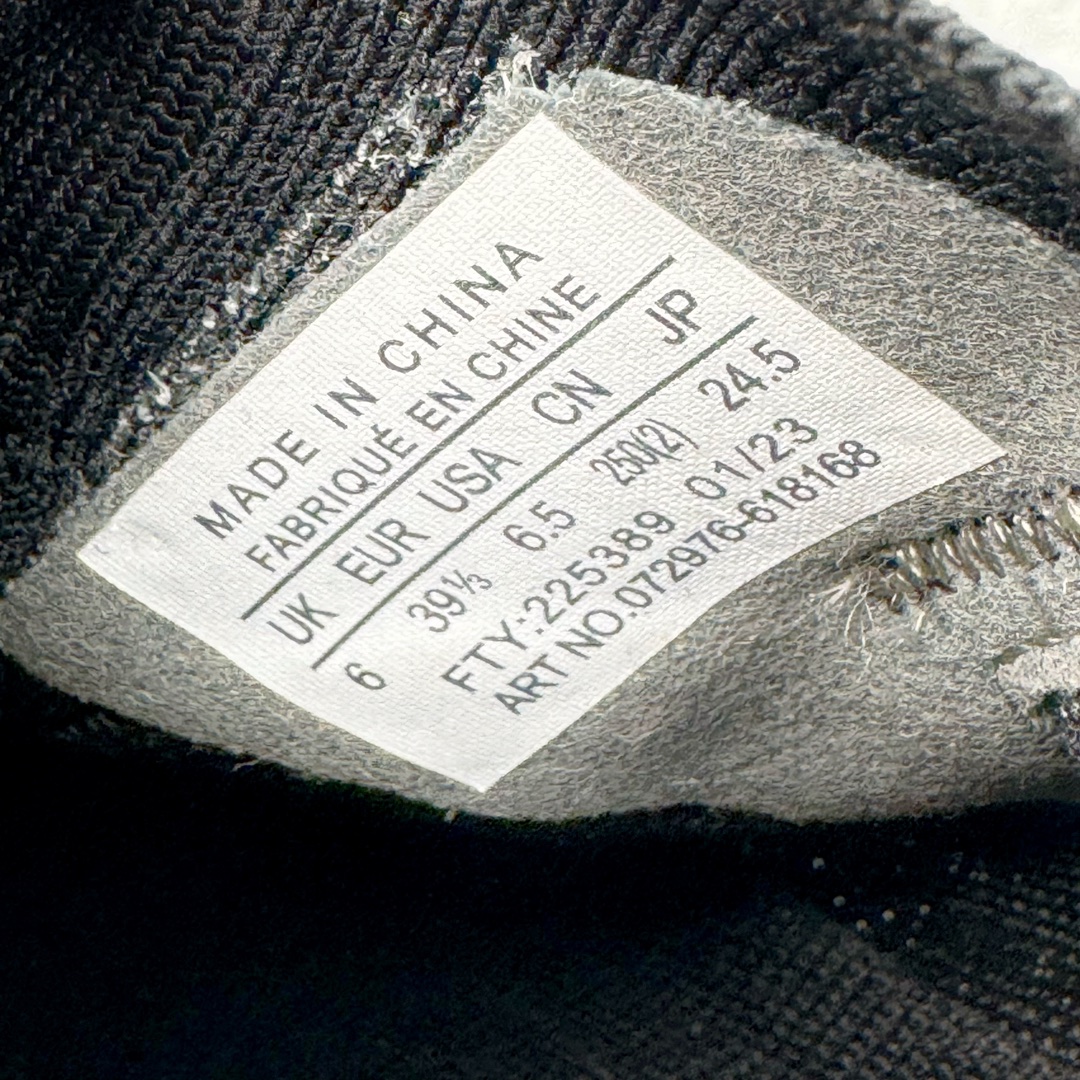 MADE IN CHINA
FABRIQUÉ EN CHINE
UK EUR USA CN JP
6 39⅓ 6.5 250(2) 24.5
FTY:225389 01/23
ART NO.072976-618168